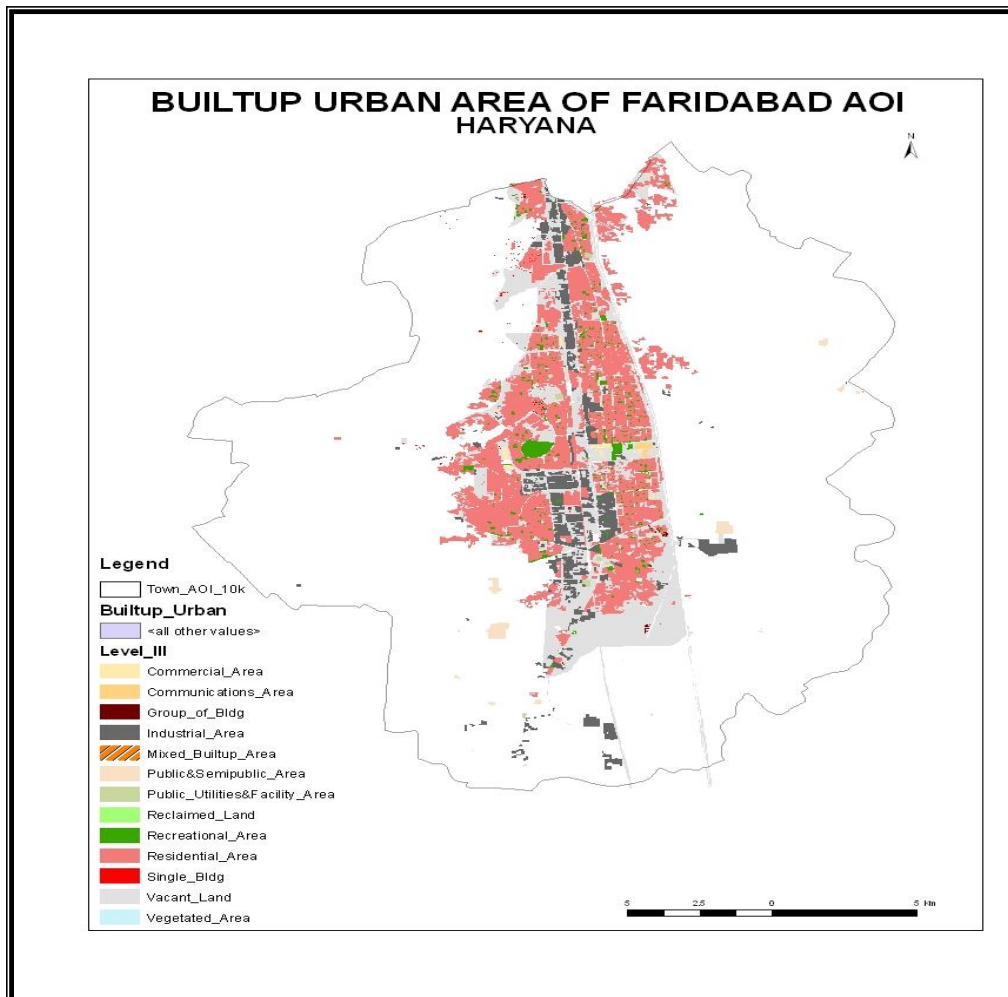 BUILTUP URBAN AREA OF FARIDABAD AOI
HARYANA
N
Legend
Town_AOI_10k
Builtup_Urban
<all other values>
Level_III
Commercial_Area
Communications_Area
Group_of_Bldg
Industrial_Area
Mixed_Builtup_Area
Public&Semipublic_Area
Public_Utilities&Facility_Area
Reclaimed_Land
Recreational_Area
Residential_Area
Single_Bldg
Vacant_Land
Vegetated_Area
5 2.5 0 5 Km